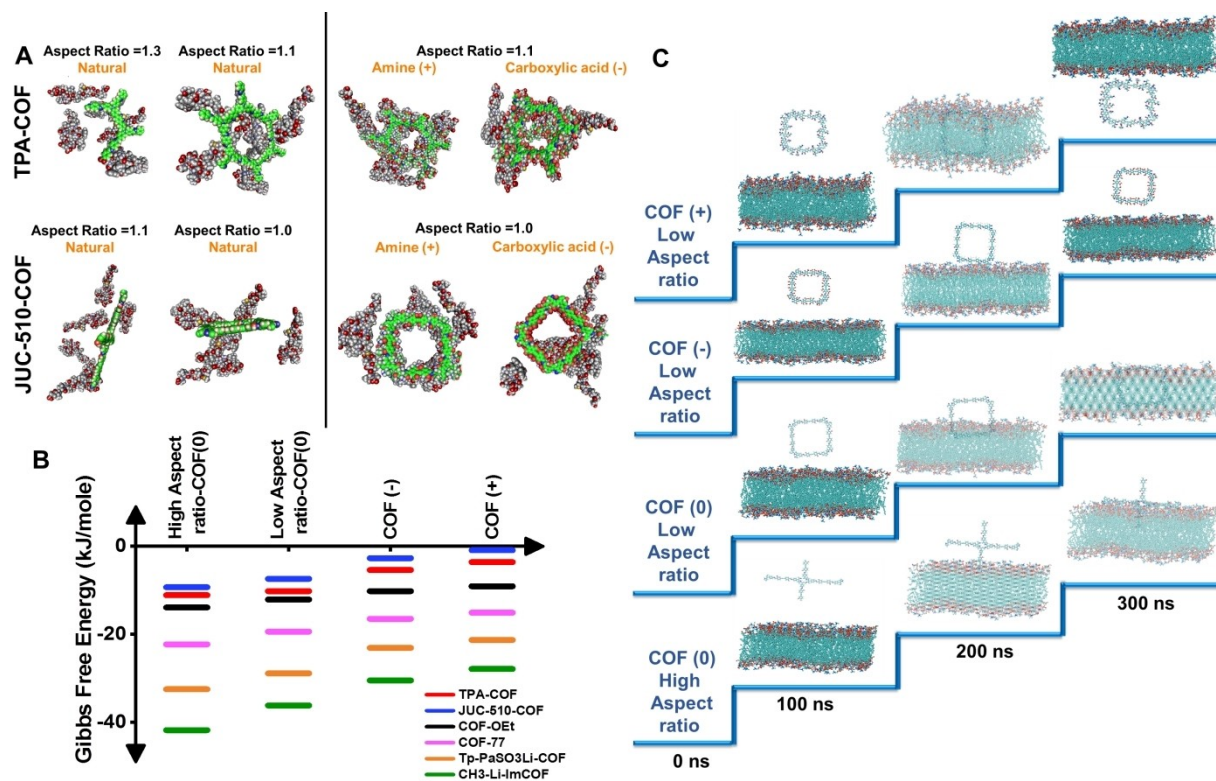 A
TPA-COF
Aspect Ratio =1.3
Natural
Aspect Ratio =1.1
Natural
Aspect Ratio =1.1
Amine (+)
Carboxylic acid (-)
JUC-510-COF
Aspect Ratio =1.1
Natural
Aspect Ratio =1.0
Natural
Aspect Ratio =1.0
Amine (+)
Carboxylic acid (-)
B
High Aspect
ratio-COF(0)
Low Aspect
ratio-COF(0)
COF (-)
COF (+)
Gibbs Free Energy (kJ/mole)
0
-20
-40
TPA-COF
JUC-510-COF
COF-OEt
COF-77
Tp-PaSO3Li-COF
CH3-Li-ImCOF
C
COF (+)
Low
Aspect
ratio
COF (-)
Low
Aspect
ratio
COF (0)
Low
Aspect
ratio
COF (0)
High
Aspect
ratio
0 ns
100 ns
200 ns
300 ns